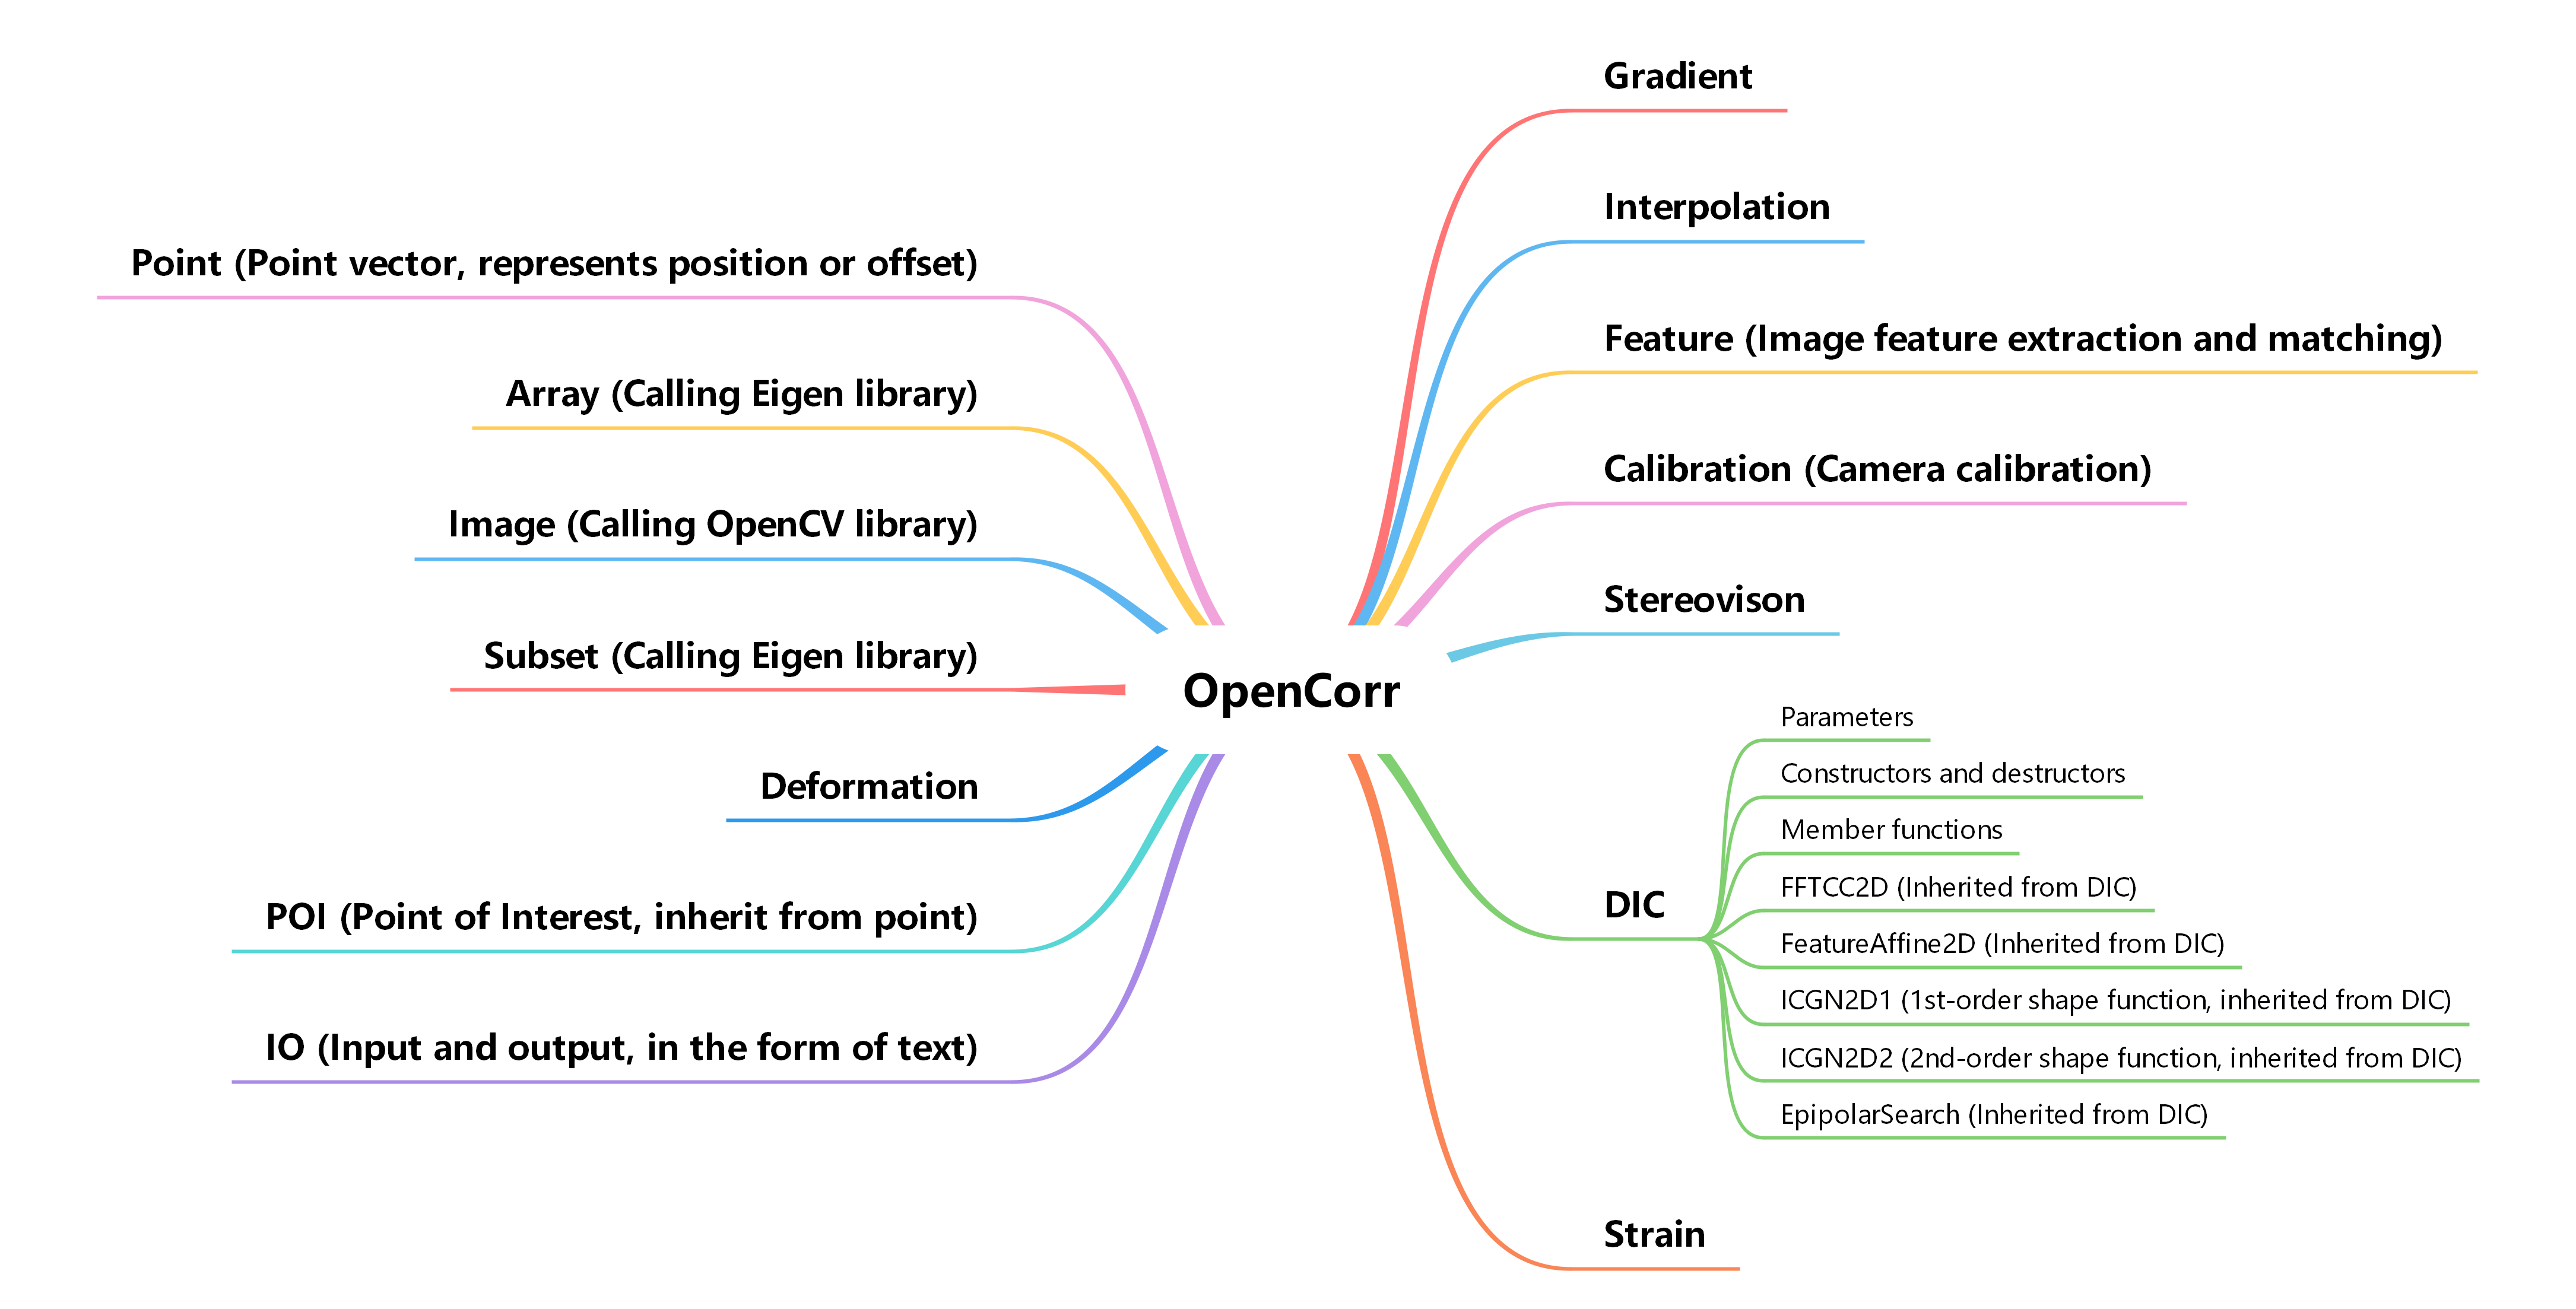 OpenCorr
Point (Point vector, represents position or offset)
Array (Calling Eigen library)
Image (Calling OpenCV library)
Subset (Calling Eigen library)
Deformation
POI (Point of Interest, inherit from point)
IO (Input and output, in the form of text)
Gradient
Interpolation
Feature (Image feature extraction and matching)
Calibration (Camera calibration)
Stereovison
DIC
Parameters
Constructors and destructors
Member functions
FFTCC2D (Inherited from DIC)
FeatureAffine2D (Inherited from DIC)
ICGN2D1 (1st-order shape function, inherited from DIC)
ICGN2D2 (2nd-order shape function, inherited from DIC)
EpipolarSearch (Inherited from DIC)
Strain